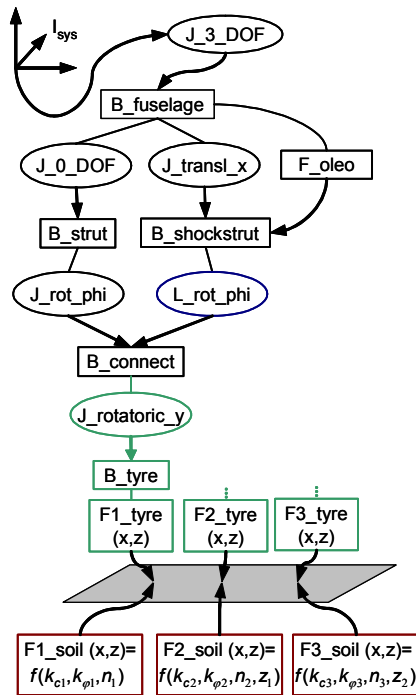 I_sys
J_3_DOF
B_fuselage
J_0_DOF
J_transl_x
F_oleo
B_strut
B_shockstrut
J_rot_phi
L_rot_phi
B_connect
J_rotatoric_y
B_tyre
F1_tyre
(x,z)
F2_tyre
(x,z)
F3_tyre
(x,z)
F1_soil (x,z)=
f(k_c1,k_φ1,n_1)
F2_soil (x,z)=
f(k_c2,k_φ2,n_2,z_1)
F3_soil (x,z)=
f(k_c3,k_φ3,n_3,z_2)